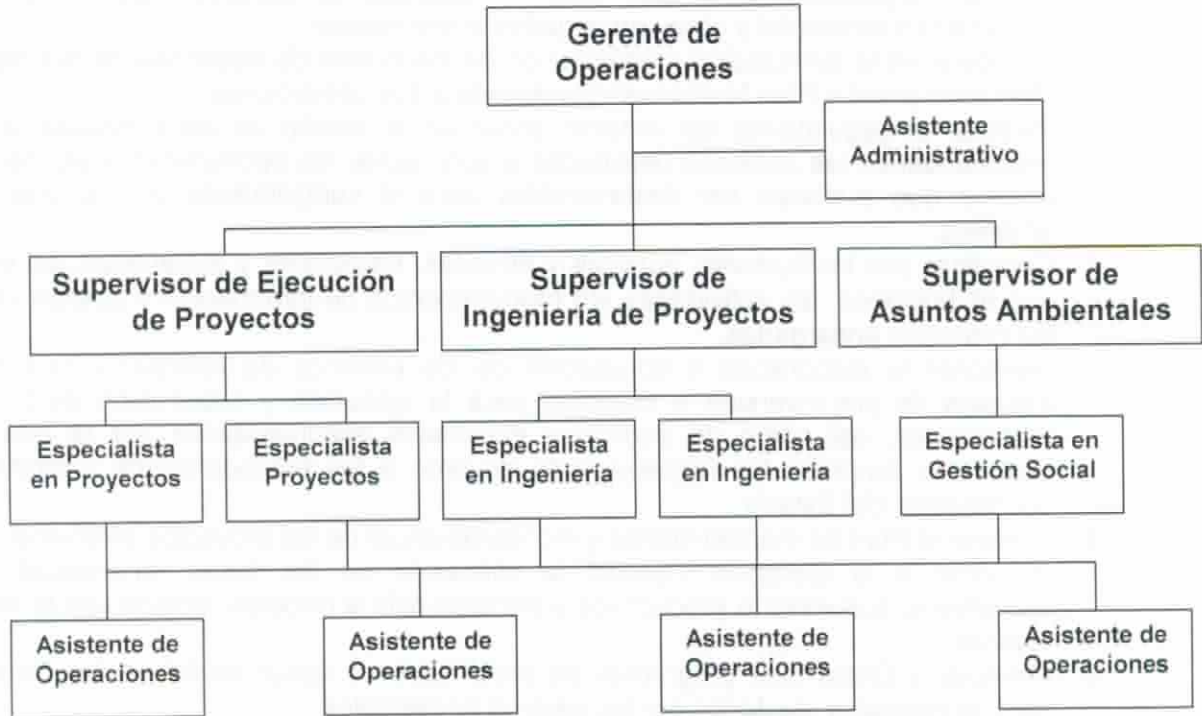 Gerente de
Operaciones
Asistente
Administrativo
Supervisor de Ejecución
de Proyectos
Supervisor de
Ingeniería de Proyectos
Supervisor de
Asuntos Ambientales
Especialista
en Proyectos
Especialista
Proyectos
Especialista
en Ingeniería
Especialista
en Ingeniería
Especialista en
Gestión Social
Asistente de
Operaciones
Asistente de
Operaciones
Asistente de
Operaciones
Asistente de
Operaciones